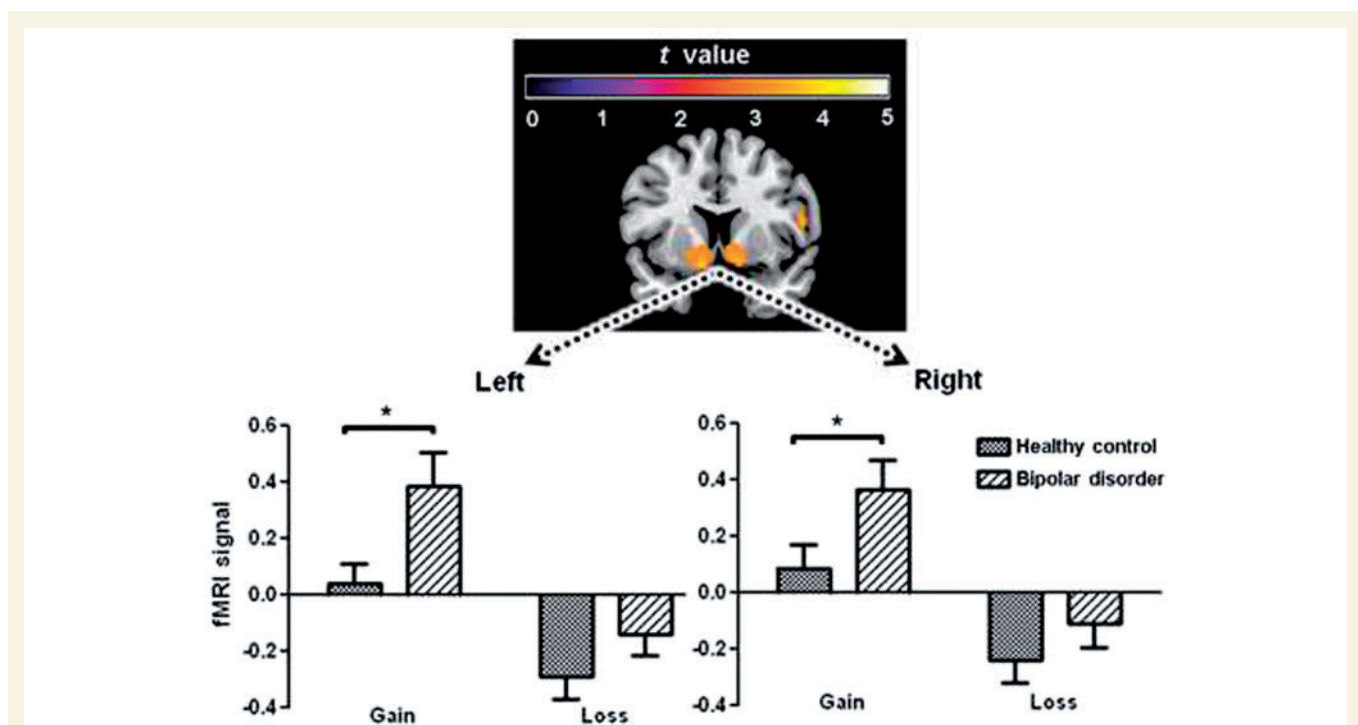 t value
0 1 2 3 4 5
Left
Right
* 
*
Healthy control
Bipolar disorder
fMRI signal
0.6
0.4
0.2
0.0
-0.2
-0.4
Gain
Loss
0.6
0.4
0.2
0.0
-0.2
-0.4
Gain
Loss